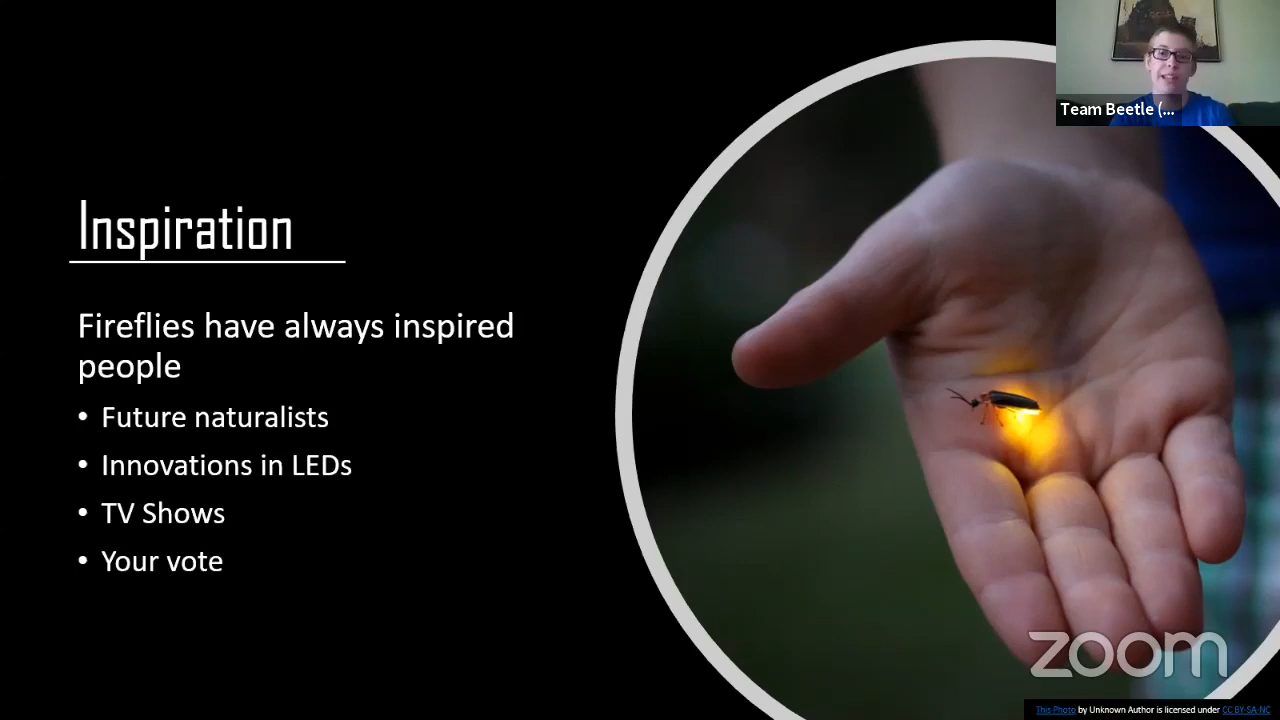 Team Beetle (...
Inspiration
Fireflies have always inspired
people
• Future naturalists
• Innovations in LEDs
• TV Shows
• Your vote
zoom
This Photo by Unknown Author is licensed under CC BY-SA-NC